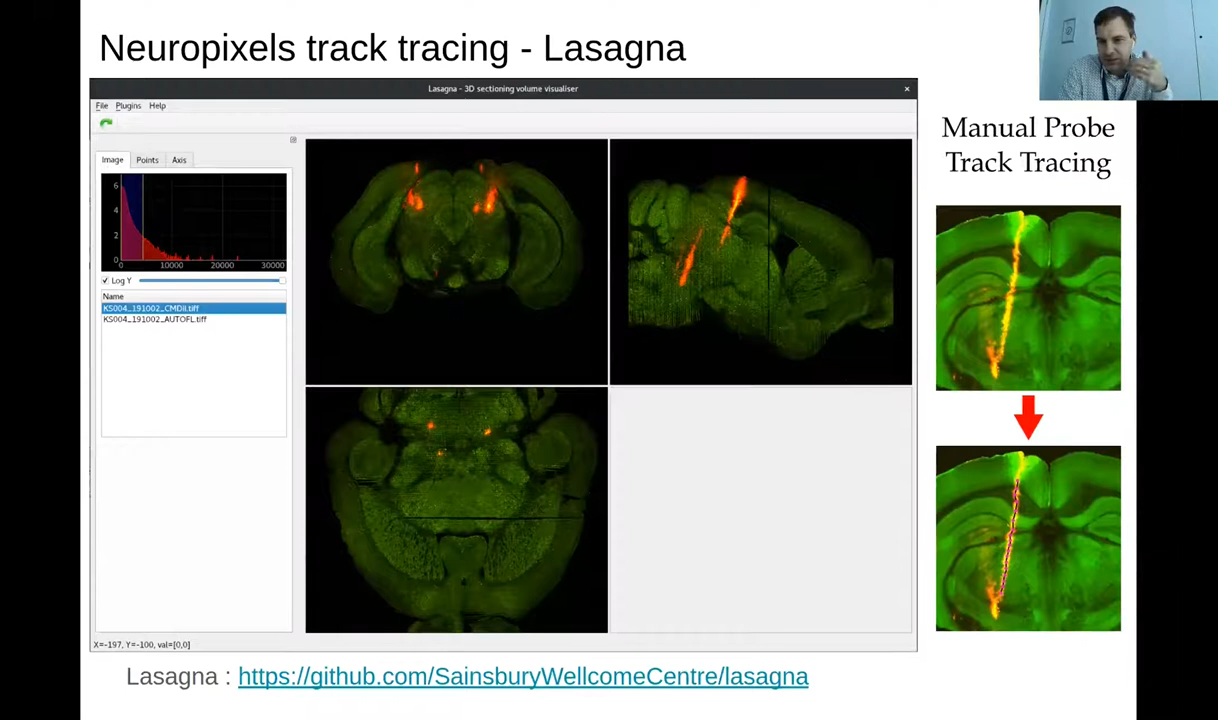 Neuropixels track tracing - Lasagna
Lasagna - 3D sectioning volume visualiser
File Plugins Help
Image Points Axis
6
4
2
0
0 10000 20000 30000
Log Y
Name
KS004_191002_CMDiI.tiff
KS004_191002_AUTOFL.tiff
X=-197, Y=-100, val=[0,0]
Manual Probe
Track Tracing
Lasagna : https://github.com/SainsburyWellcomeCentre/lasagna